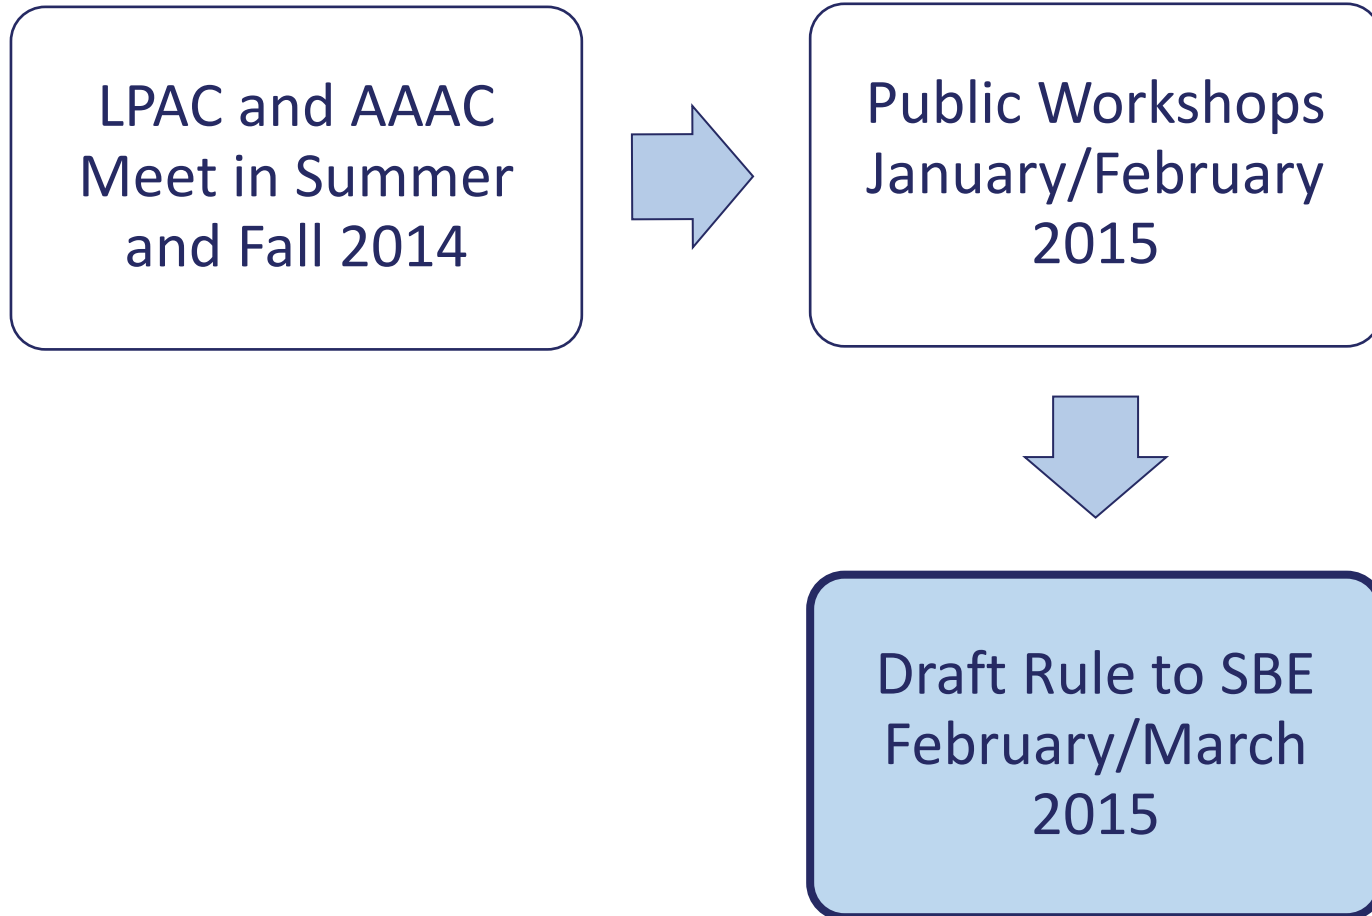 LPAC and AAAC
Meet in Summer
and Fall 2014
Public Workshops
January/February
2015
Draft Rule to SBE
February/March
2015